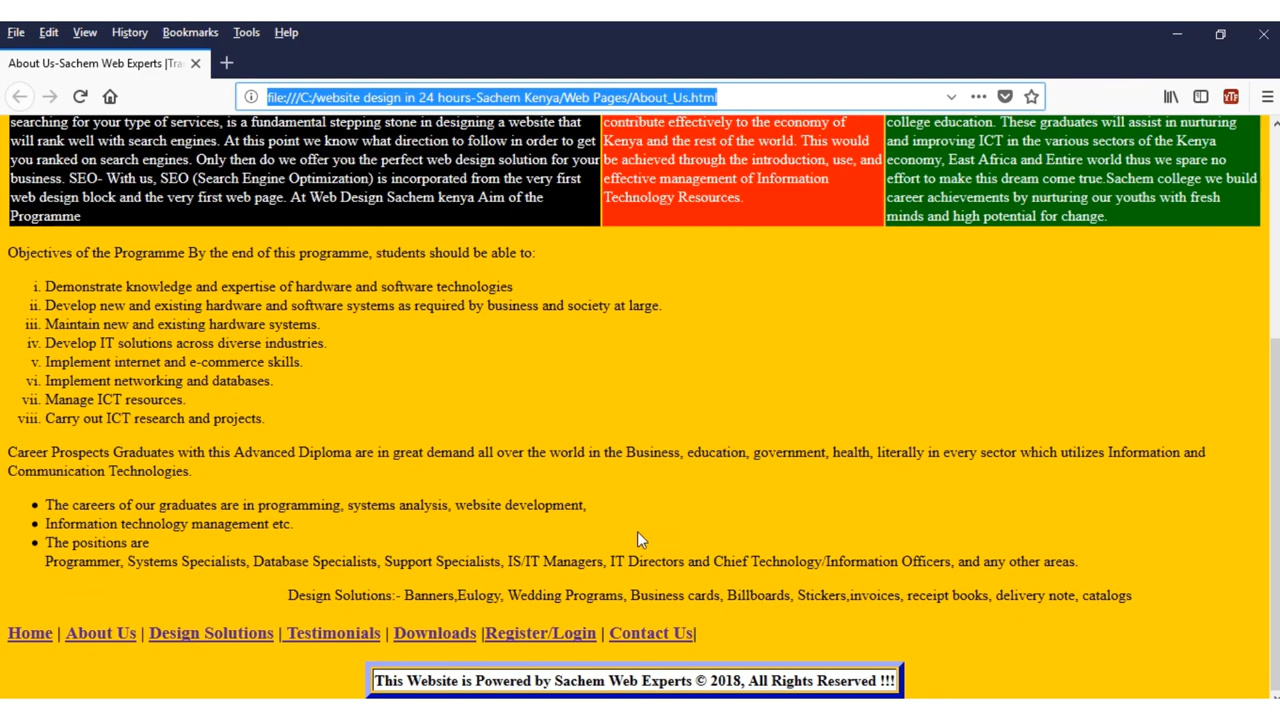 File Edit View History Bookmarks Tools Help
About Us-Sachem Web Experts |Tra
file:///C:/website design in 24 hours-Sachem Kenya/Web Pages/About_Us.html
searching for your type of services, is a fundamental stepping stone in designing a website that
will rank well with search engines. At this point we know what direction to follow in order to get
you ranked on search engines. Only then do we offer you the perfect web design solution for your
business. SEO- With us, SEO (Search Engine Optimization) is incorporated from the very first
web design block and the very first web page. At Web Design Sachem kenya Aim of the
Programme
contribute effectively to the economy of
Kenya and the rest of the world. This would
be achieved through the introduction, use, and
effective management of Information
Technology Resources.
college education. These graduates will assist in nurturing
and improving ICT in the various sectors of the Kenya
economy, East Africa and Entire world thus we spare no
effort to make this dream come true.Sachem college we build
career achievements by nurturing our youths with fresh
minds and high potential for change.
Objectives of the Programme By the end of this programme, students should be able to:
i. Demonstrate knowledge and expertise of hardware and software technologies
ii. Develop new and existing hardware and software systems as required by business and society at large.
iii. Maintain new and existing hardware systems.
iv. Develop IT solutions across diverse industries.
v. Implement internet and e-commerce skills.
vi. Implement networking and databases.
vii. Manage ICT resources.
viii. Carry out ICT research and projects.
Career Prospects Graduates with this Advanced Diploma are in great demand all over the world in the Business, education, government, health, literally in every sector which utilizes Information and
Communication Technologies.
• The careers of our graduates are in programming, systems analysis, website development,
• Information technology management etc.
• The positions are
Programmer, Systems Specialists, Database Specialists, Support Specialists, IS/IT Managers, IT Directors and Chief Technology/Information Officers, and any other areas.
Design Solutions:- Banners,Eulogy, Wedding Programs, Business cards, Billboards, Stickers,invoices, receipt books, delivery note, catalogs
Home | About Us | Design Solutions | Testimonials | Downloads |Register/Login | Contact Us|
This Website is Powered by Sachem Web Experts © 2018, All Rights Reserved !!!